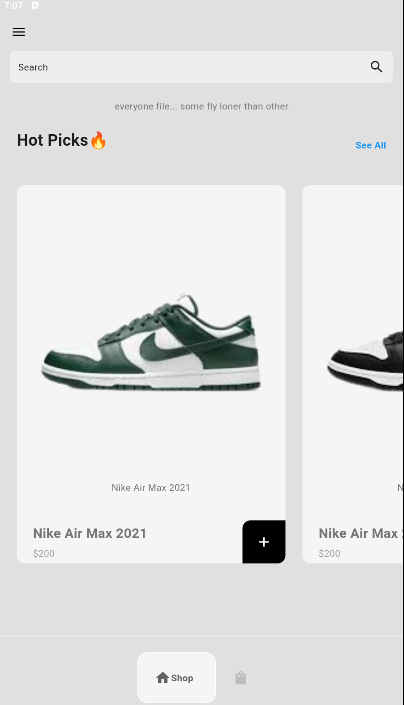 7:07
Search
everyone file... some fly loner than other
Hot Picks🔥
See All
Nike Air Max 2021
N
Nike Air Max 2021
$200
+
Nike Air Max 2
$200
Shop